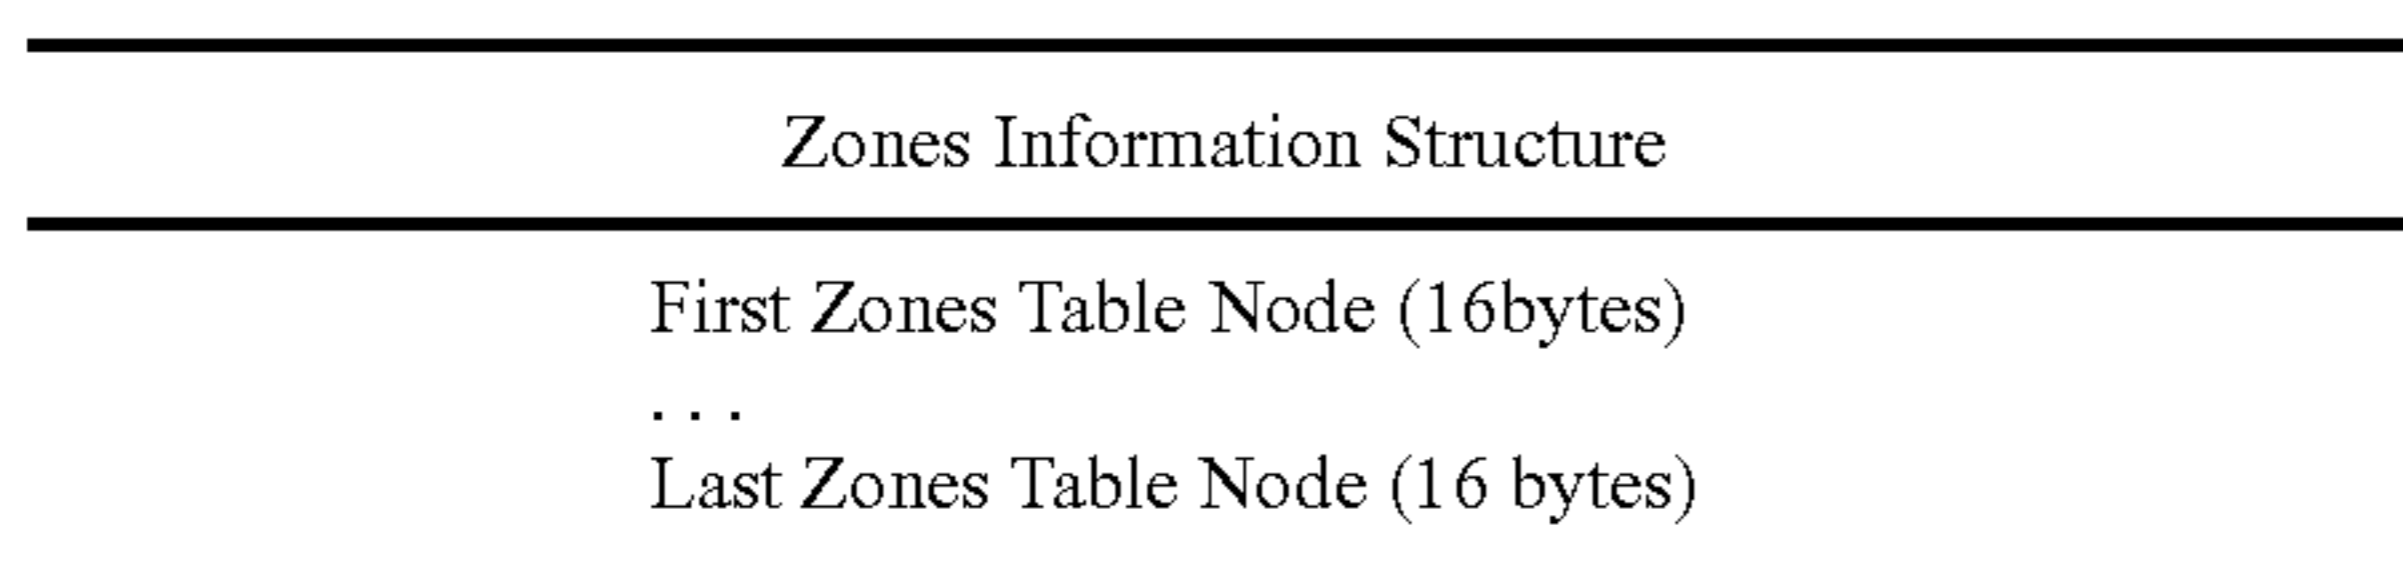 Zones Information Structure
First Zones Table Node (16bytes)
. . .
Last Zones Table Node (16 bytes)